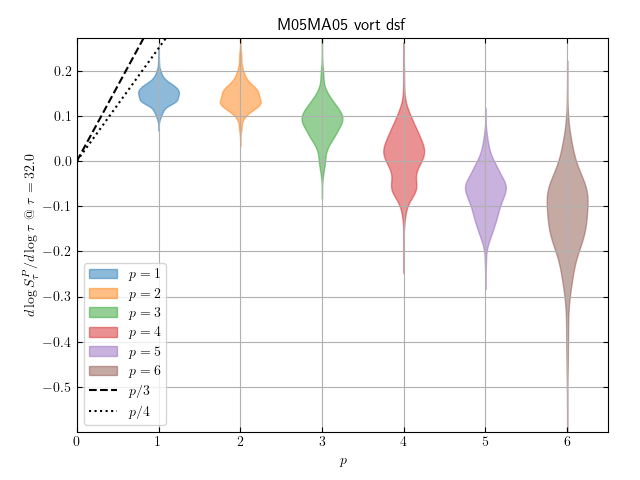 M05MA05 vort dsf
d log S_τ^P / d log τ @ τ = 32.0
0.2
0.1
0.0
−0.1
−0.2
−0.3
−0.4
−0.5
p = 1
p = 2
p = 3
p = 4
p = 5
p = 6
p/3
p/4
0 1 2 3 4 5 6
p